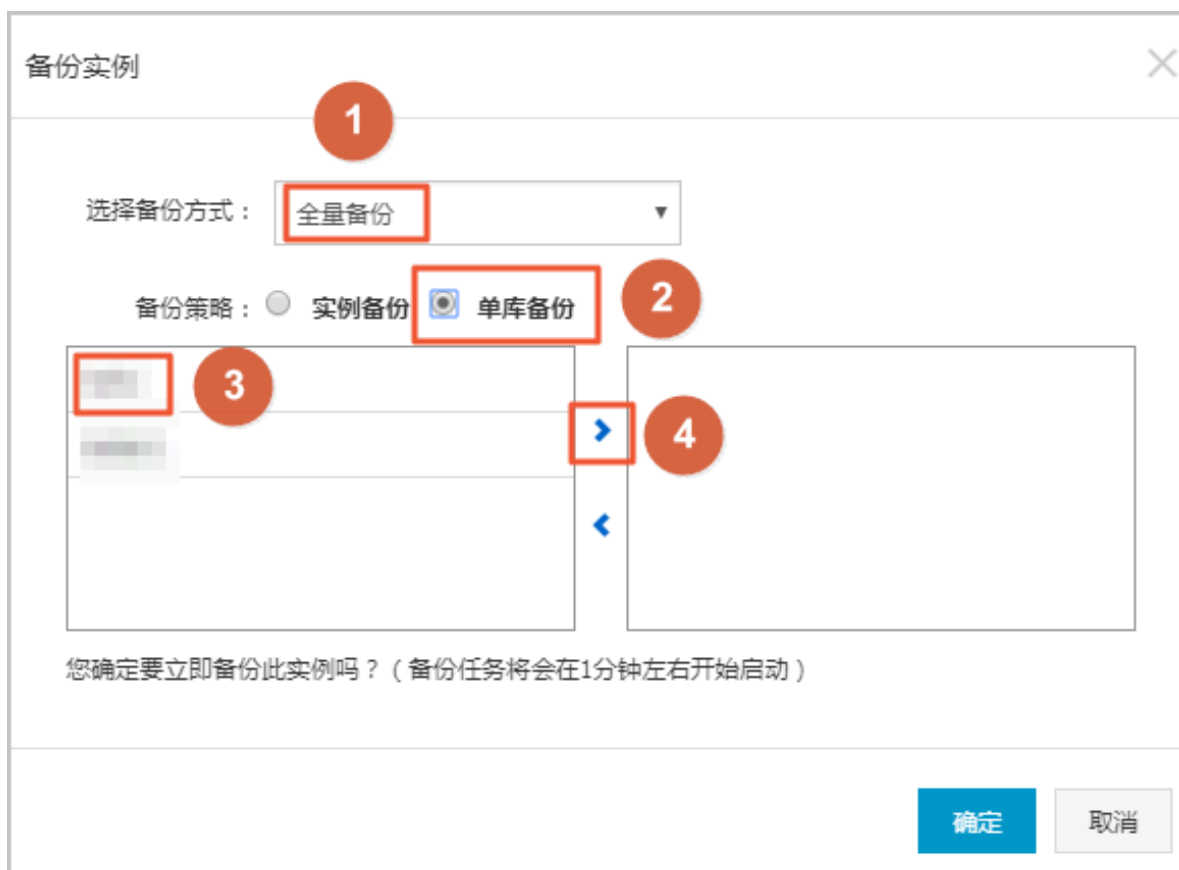 备份实例
1
选择备份方式：
全量备份
备份策略： 实例备份 单库备份
2
3
4
您确定要立即备份此实例吗？（备份任务将会在1分钟左右开始启动）
确定 取消